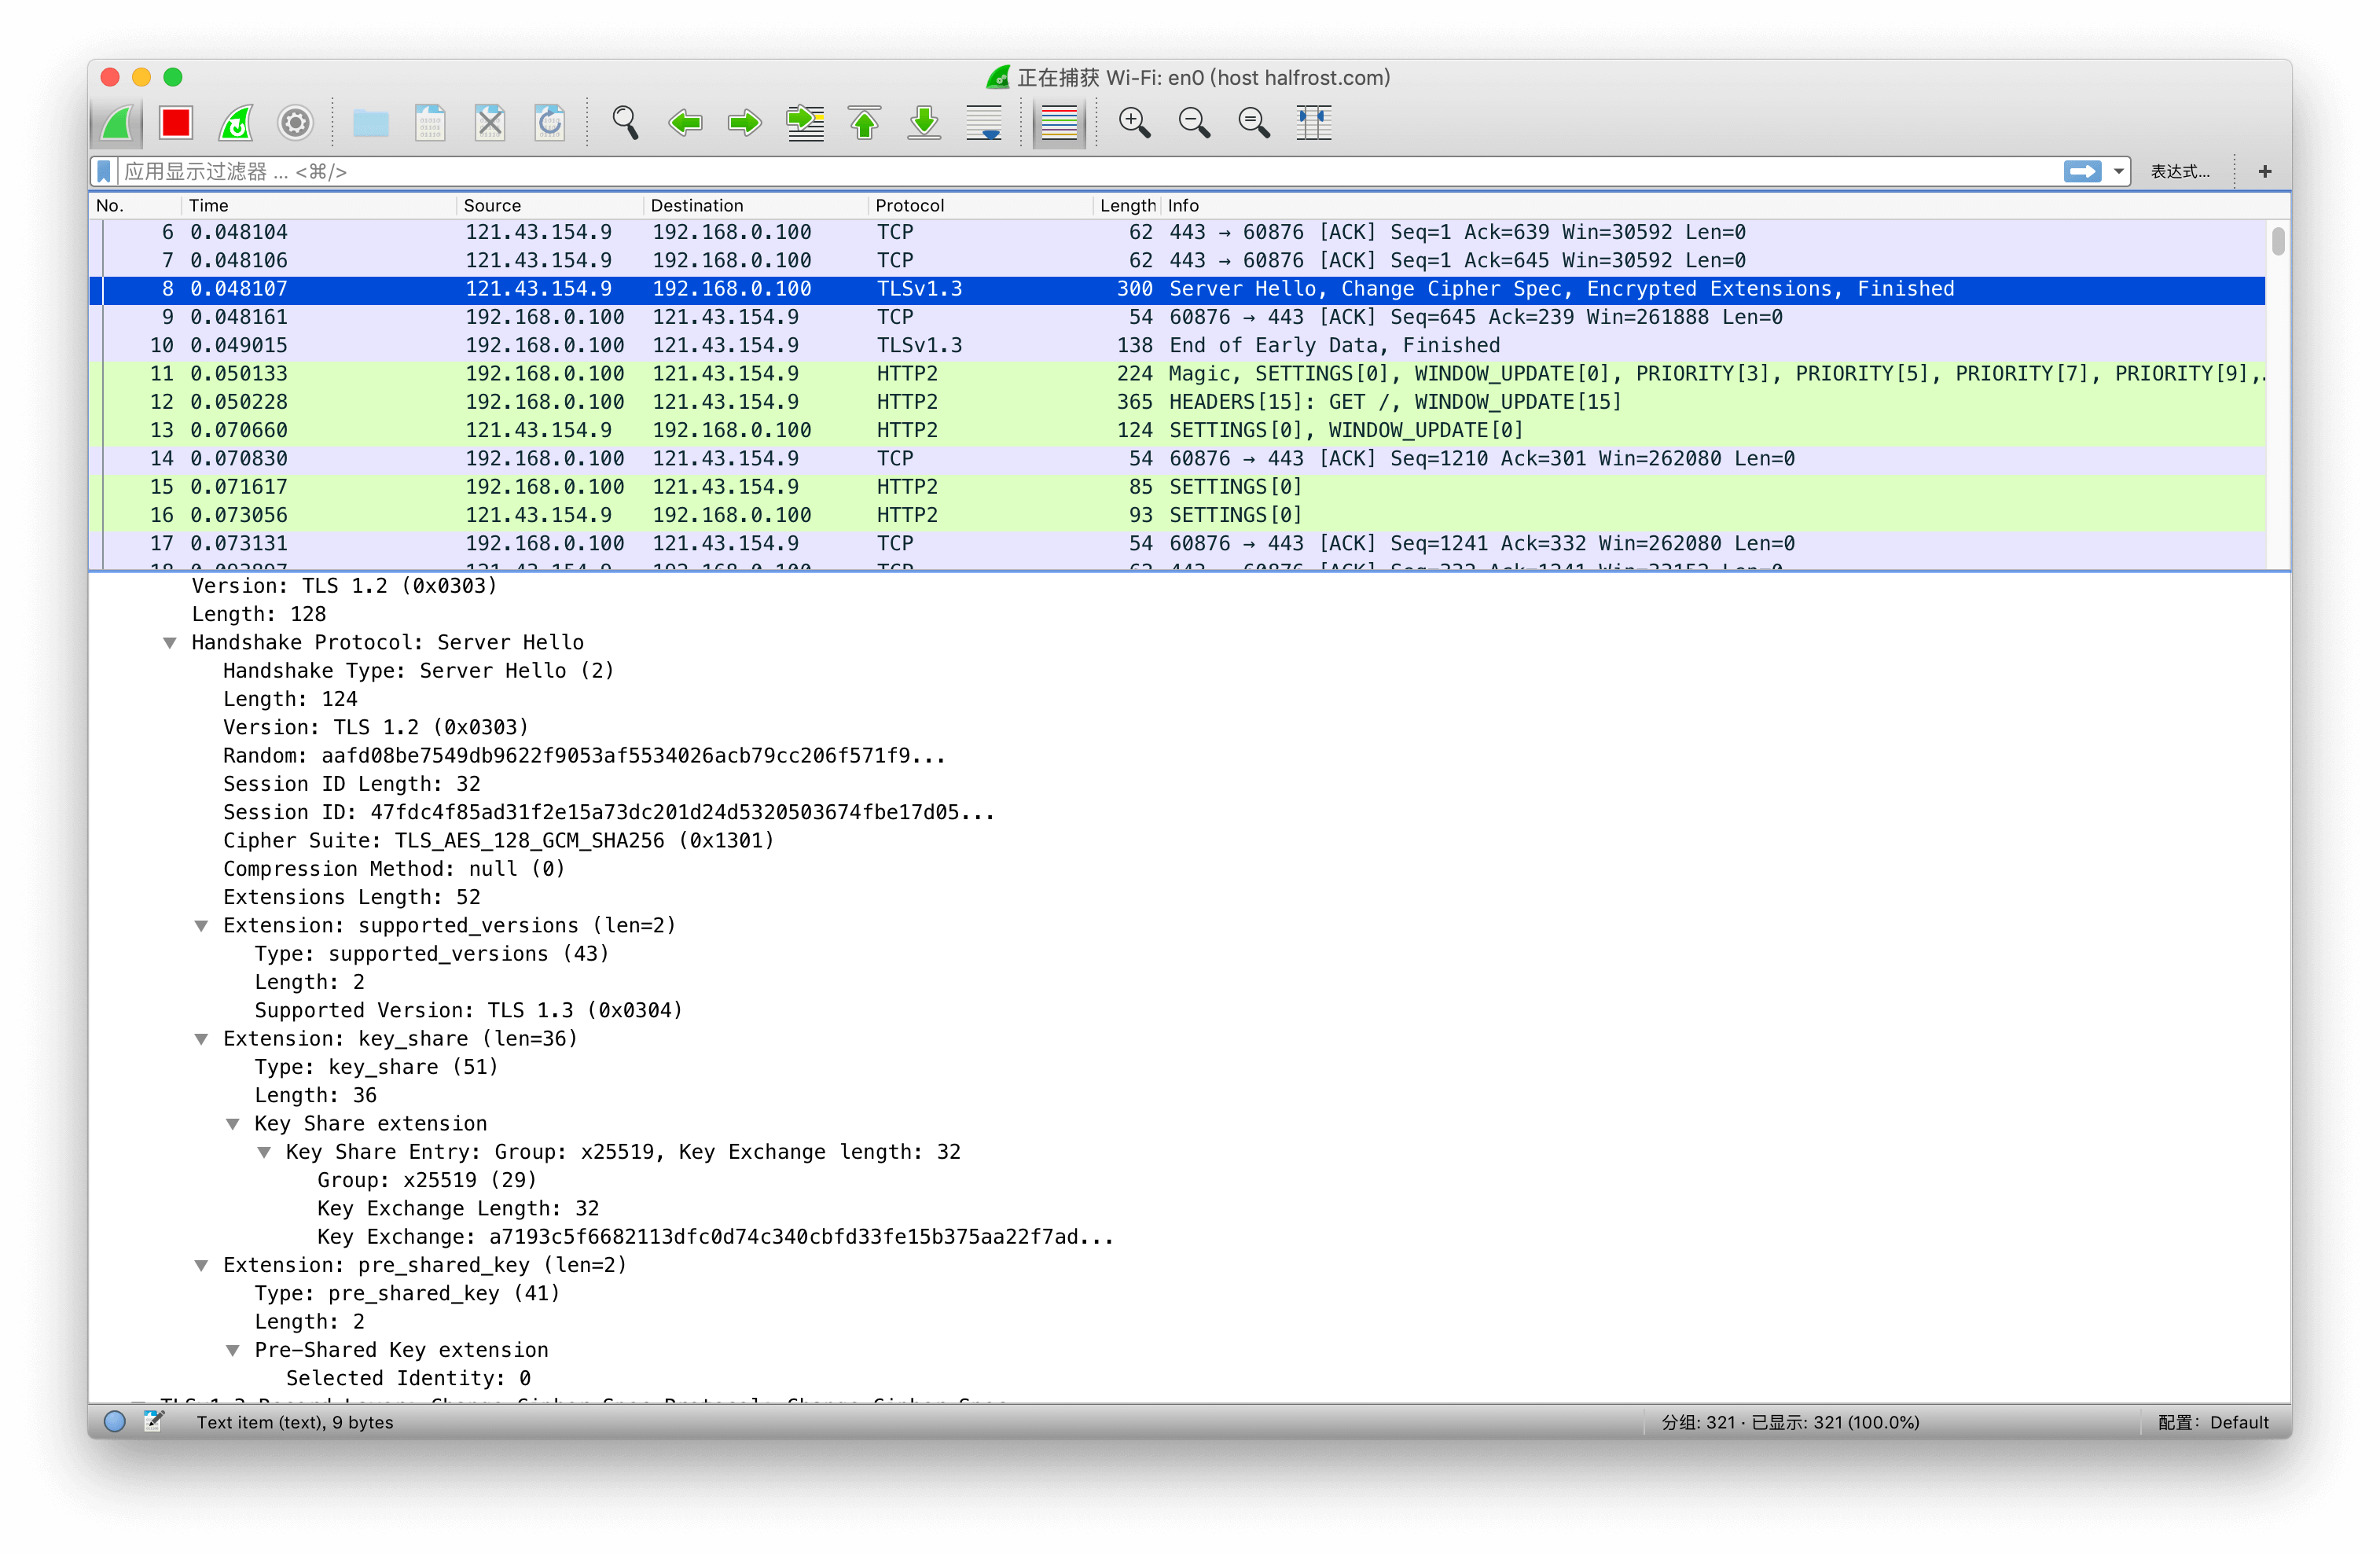 正在捕获 Wi-Fi: en0 (host halfrost.com)
应用显示过滤器 ... <⌘/>
表达式...
+
No. Time Source Destination Protocol Length Info
6 0.048104 121.43.154.9 192.168.0.100 TCP 62 443 → 60876 [ACK] Seq=1 Ack=639 Win=30592 Len=0
7 0.048106 121.43.154.9 192.168.0.100 TCP 62 443 → 60876 [ACK] Seq=1 Ack=645 Win=30592 Len=0
8 0.048107 121.43.154.9 192.168.0.100 TLSv1.3 300 Server Hello, Change Cipher Spec, Encrypted Extensions, Finished
9 0.048161 192.168.0.100 121.43.154.9 TCP 54 60876 → 443 [ACK] Seq=645 Ack=239 Win=261888 Len=0
10 0.049015 192.168.0.100 121.43.154.9 TLSv1.3 138 End of Early Data, Finished
11 0.050133 192.168.0.100 121.43.154.9 HTTP2 224 Magic, SETTINGS[0], WINDOW_UPDATE[0], PRIORITY[3], PRIORITY[5], PRIORITY[7], PRIORITY[9],.
12 0.050228 192.168.0.100 121.43.154.9 HTTP2 365 HEADERS[15]: GET /, WINDOW_UPDATE[15]
13 0.070660 121.43.154.9 192.168.0.100 HTTP2 124 SETTINGS[0], WINDOW_UPDATE[0]
14 0.070830 192.168.0.100 121.43.154.9 TCP 54 60876 → 443 [ACK] Seq=1210 Ack=301 Win=262080 Len=0
15 0.071617 192.168.0.100 121.43.154.9 HTTP2 85 SETTINGS[0]
16 0.073056 121.43.154.9 192.168.0.100 HTTP2 93 SETTINGS[0]
17 0.073131 192.168.0.100 121.43.154.9 TCP 54 60876 → 443 [ACK] Seq=1241 Ack=332 Win=262080 Len=0
Version: TLS 1.2 (0x0303)
Length: 128
Handshake Protocol: Server Hello
Handshake Type: Server Hello (2)
Length: 124
Version: TLS 1.2 (0x0303)
Random: aafd08be7549db9622f9053af5534026acb79cc206f571f9...
Session ID Length: 32
Session ID: 47fdc4f85ad31f2e15a73dc201d24d5320503674fbe17d05...
Cipher Suite: TLS_AES_128_GCM_SHA256 (0x1301)
Compression Method: null (0)
Extensions Length: 52
Extension: supported_versions (len=2)
Type: supported_versions (43)
Length: 2
Supported Version: TLS 1.3 (0x0304)
Extension: key_share (len=36)
Type: key_share (51)
Length: 36
Key Share extension
Key Share Entry: Group: x25519, Key Exchange length: 32
Group: x25519 (29)
Key Exchange Length: 32
Key Exchange: a7193c5f6682113dfc0d74c340cbfd33fe15b375aa22f7ad...
Extension: pre_shared_key (len=2)
Type: pre_shared_key (41)
Length: 2
Pre-Shared Key extension
Selected Identity: 0
Text item (text), 9 bytes
分组: 321 · 已显示: 321 (100.0%)
配置: Default